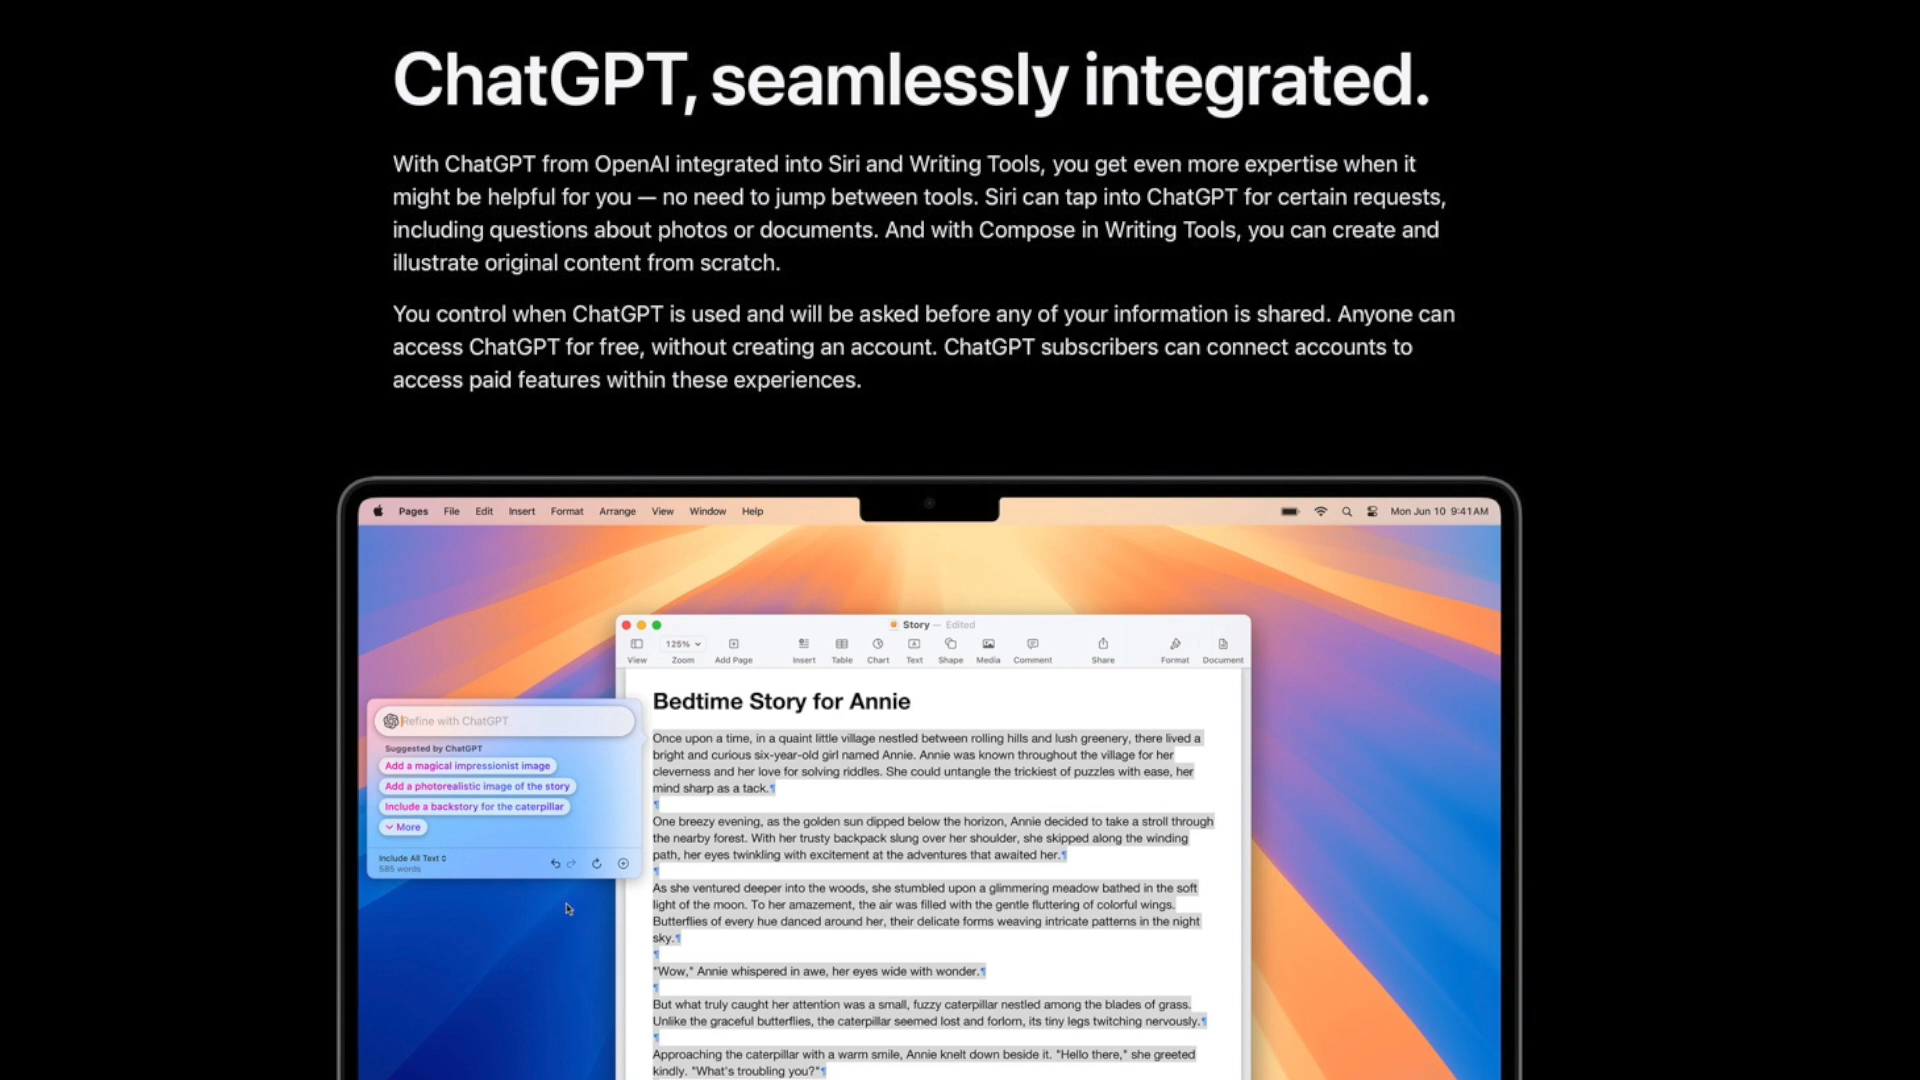 ChatGPT, seamlessly integrated.
With ChatGPT from OpenAI integrated into Siri and Writing Tools, you get even more expertise when it
might be helpful for you — no need to jump between tools. Siri can tap into ChatGPT for certain requests,
including questions about photos or documents. And with Compose in Writing Tools, you can create and
illustrate original content from scratch.
You control when ChatGPT is used and will be asked before any of your information is shared. Anyone can
access ChatGPT for free, without creating an account. ChatGPT subscribers can connect accounts to
access paid features within these experiences.
Pages File Edit Insert Format Arrange View Window Help Mon Jun 10 9:41AM
Story — Edited
125%
View Zoom Add Page Insert Table Chart Text Shape Media Comment Share Format Document
Refine with ChatGPT
Suggested by ChatGPT
Add a magical impressionist image
Add a photorealistic image of the story
Include a backstory for the caterpillar
More
Include All Text
585 words
Bedtime Story for Annie
Once upon a time, in a quaint little village nestled between rolling hills and lush greenery, there lived a
bright and curious six-year-old girl named Annie. Annie was known throughout the village for her
cleverness and her love for solving riddles. She could untangle the trickiest of puzzles with ease, her
mind sharp as a tack.¶
¶
One breezy evening, as the golden sun dipped below the horizon, Annie decided to take a stroll through
the nearby forest. With her trusty backpack slung over her shoulder, she skipped along the winding
path, her eyes twinkling with excitement at the adventures that awaited her.¶
¶
As she ventured deeper into the woods, she stumbled upon a glimmering meadow bathed in the soft
light of the moon. To her amazement, the air was filled with the gentle fluttering of colorful wings.
Butterflies of every hue danced around her, their delicate forms weaving intricate patterns in the night
sky.¶
¶
"Wow," Annie whispered in awe, her eyes wide with wonder.¶
¶
But what truly caught her attention was a small, fuzzy caterpillar nestled among the blades of grass.
Unlike the graceful butterflies, the caterpillar seemed lost and forlorn, its tiny legs twitching nervously.¶
¶
Approaching the caterpillar with a warm smile, Annie knelt down beside it. "Hello there," she greeted
kindly. "What's troubling you?"¶